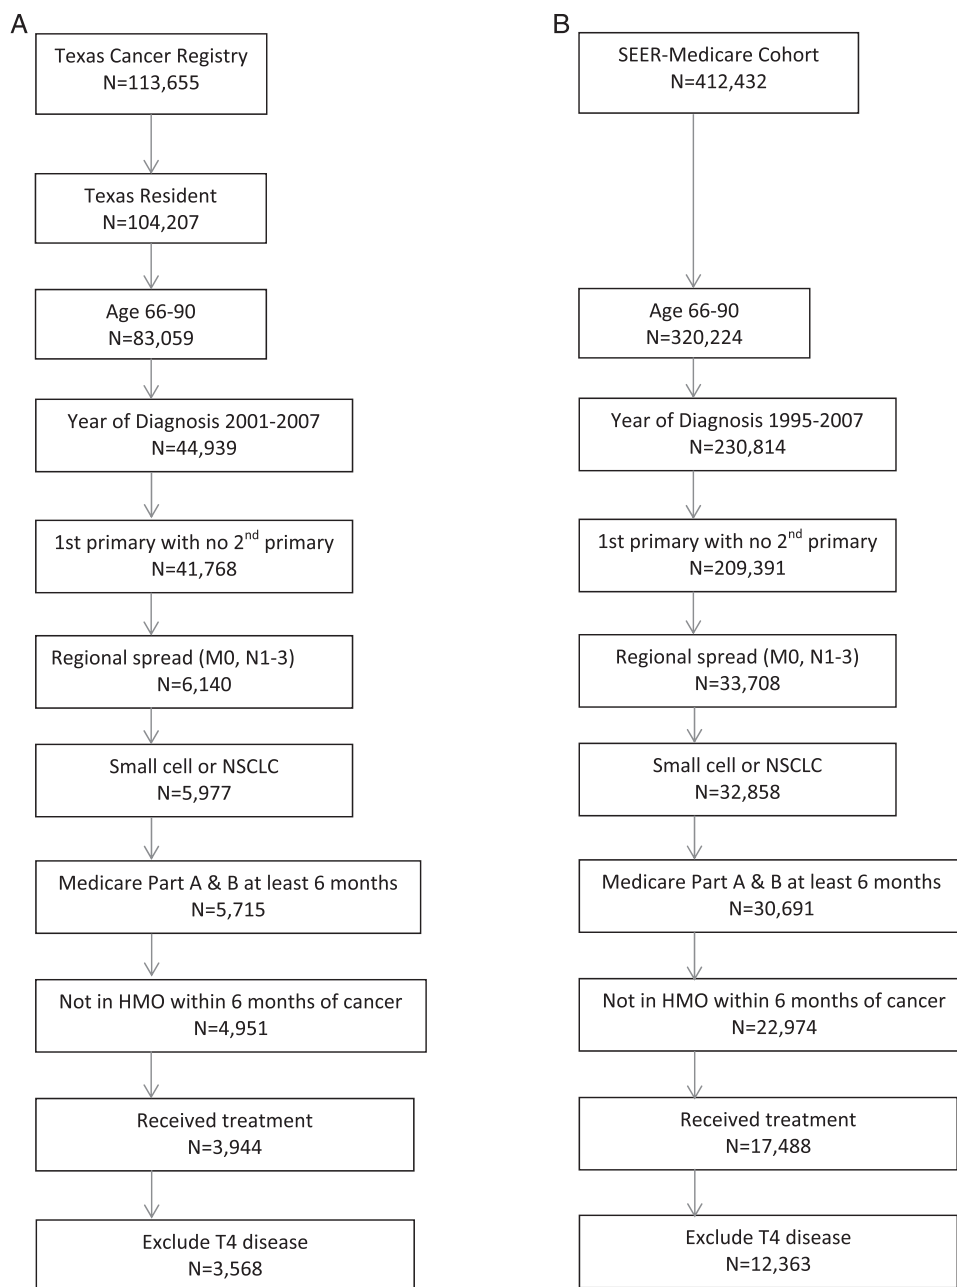 A
Texas Cancer Registry
N=113,655
Texas Resident
N=104,207
Age 66-90
N=83,059
Year of Diagnosis 2001-2007
N=44,939
1st primary with no 2nd primary
N=41,768
Regional spread (M0, N1-3)
N=6,140
Small cell or NSCLC
N=5,977
Medicare Part A & B at least 6 months
N=5,715
Not in HMO within 6 months of cancer
N=4,951
Received treatment
N=3,944
Exclude T4 disease
N=3,568
B
SEER-Medicare Cohort
N=412,432
Age 66-90
N=320,224
Year of Diagnosis 1995-2007
N=230,814
1st primary with no 2nd primary
N=209,391
Regional spread (M0, N1-3)
N=33,708
Small cell or NSCLC
N=32,858
Medicare Part A & B at least 6 months
N=30,691
Not in HMO within 6 months of cancer
N=22,974
Received treatment
N=17,488
Exclude T4 disease
N=12,363